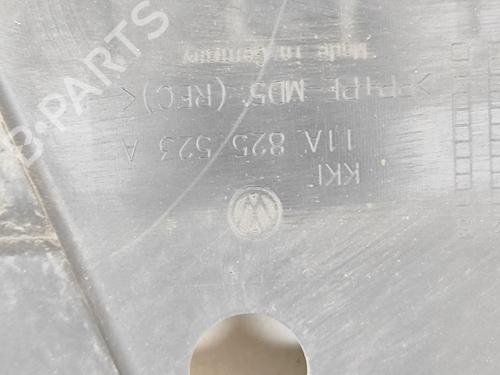 KKI
11A 825 523 A
>PP+PE MD5 (REC)<
Made in Germany
B-PARTS